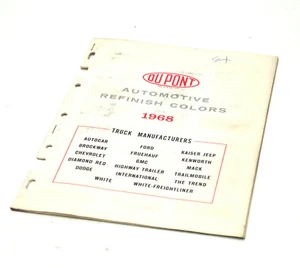 DU PONT
AUTOMOTIVE
REFINISH COLORS
1968
TRUCK MANUFACTURERS
AUTOCAR FORD KAISER JEEP
BROCKWAY FRUEHAUF KENWORTH
CHEVROLET GMC MACK
DIAMOND REO HIGHWAY TRAILER TRAILMOBILE
DODGE INTERNATIONAL THE TREND
WHITE WHITE-FREIGHTLINER